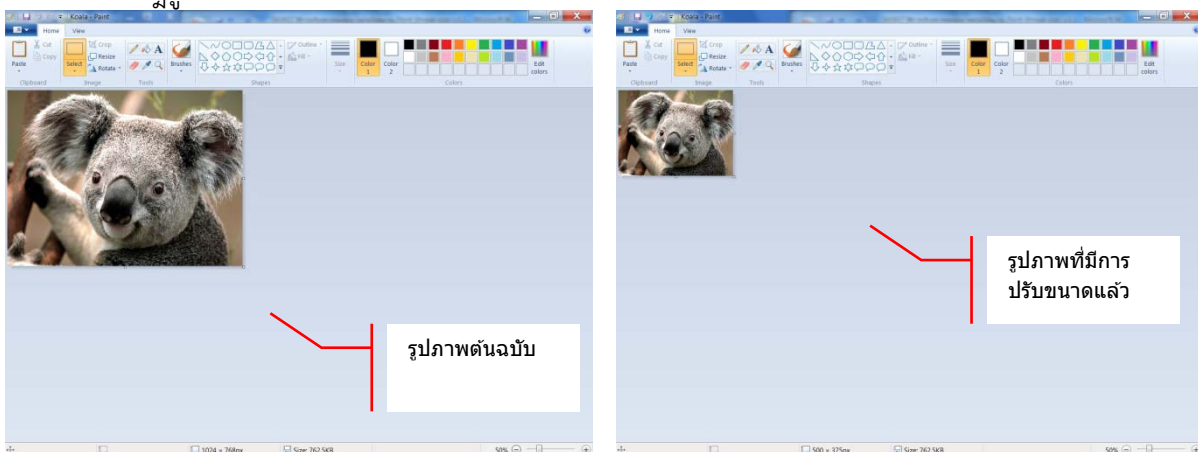 Koala - Paint
Home View
Paste
Cut
Copy
Select
Crop
Resize
Rotate
Brushes
Outline
Fill
Size
Color 1
Color 2
Edit colors
Clipboard Image Tools Shapes Colors
รูปภาพต้นฉบับ
1024 × 768px Size: 762.5KB 50%
Koala - Paint
Home View
Paste
Cut
Copy
Select
Crop
Resize
Rotate
Brushes
Outline
Fill
Size
Color 1
Color 2
Edit colors
Clipboard Image Tools Shapes Colors
รูปภาพที่มีการ
ปรับขนาดแล้ว
500 × 375px Size: 762.5KB 50%